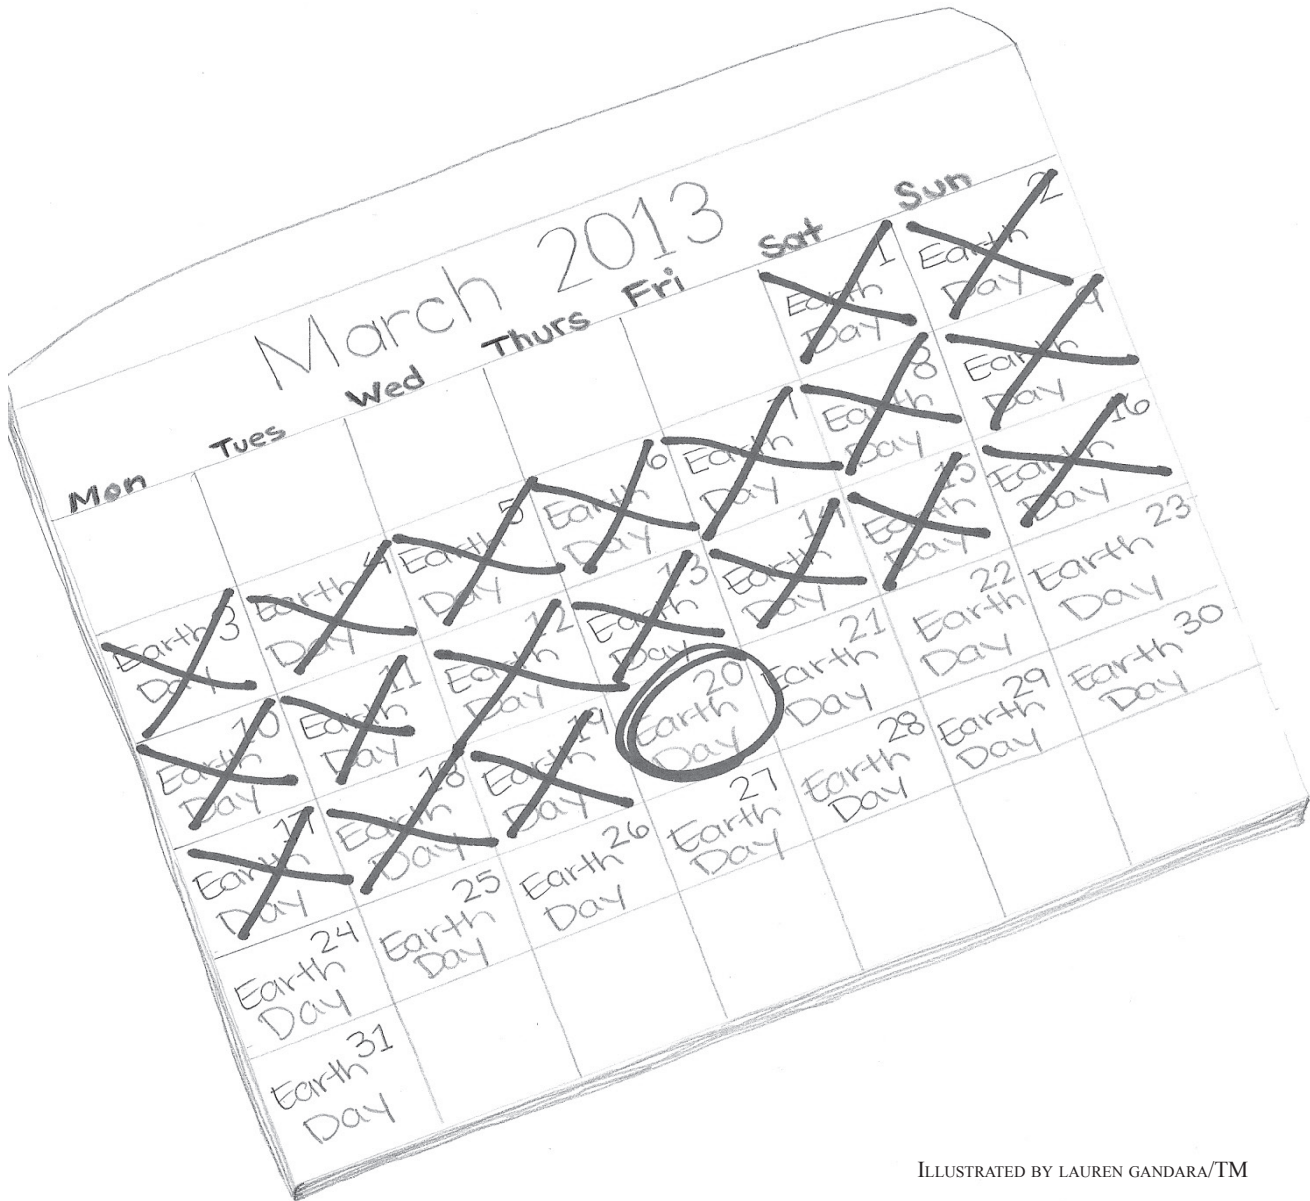 March 2013
Mon Tues Wed Thurs Fri Sat Sun
1
Earth
Day
2
Earth
Day
3
Earth
Day
4
Earth
Day
5
Earth
Day
6
Earth
Day
7
Earth
Day
8
Earth
Day
9
Earth
Day
10
Earth
Day
11
Earth
Day
12
Earth
Day
13
Earth
Day
14
Earth
Day
15
Earth
Day
16
Earth
Day
17
Earth
Day
18
Earth
Day
19
Earth
Day
20
Earth
Day
21
Earth
Day
22
Earth
Day
23
Earth
Day
24
Earth
Day
25
Earth
Day
26
Earth
Day
27
Earth
Day
28
Earth
Day
29
Earth
Day
30
Earth
Day
31
Earth
Day
ILLUSTRATED BY LAUREN GANDARA/TM